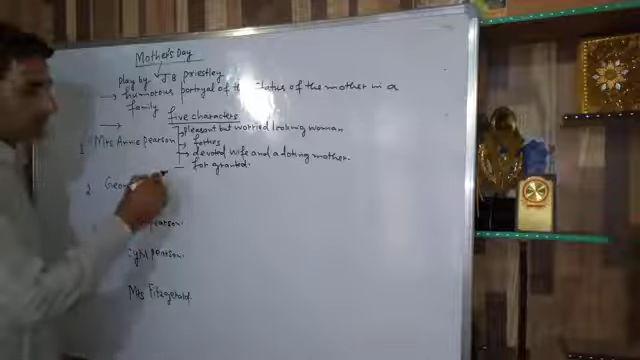 Mother's Day
Play by J B Priestley
→ humorous portrayal of the status of the mother in a
family
five characters
→ pleasant but worried looking woman
1 Mrs Annie pearson
→ forties
→ devoted wife and a doting mother.
— for granted.
2 Geor
pearson:
pearson:
Mrs Fitzgerald.